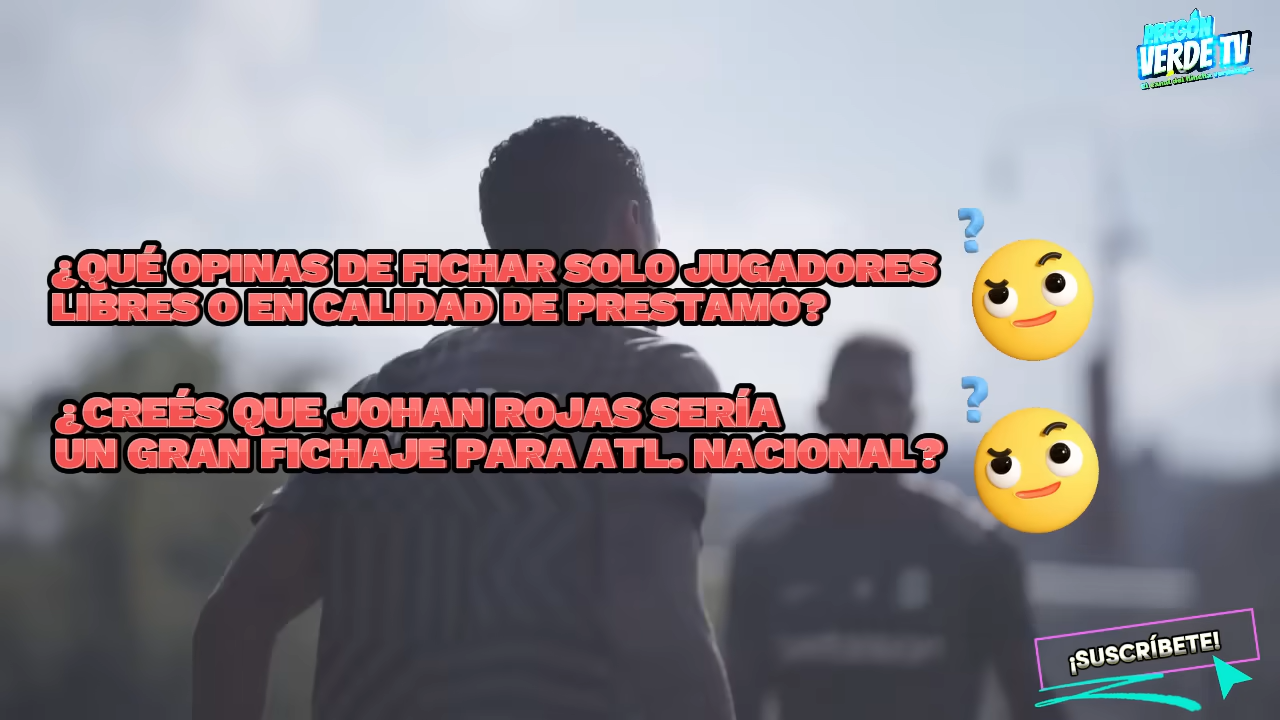 PREGÓN
VERDE TV
¿QUÉ OPINAS DE FICHAR SOLO JUGADORES
LIBRES O EN CALIDAD DE PRESTAMO?
¿CREÉS QUE JOHAN ROJAS SERÍA
UN GRAN FICHAJE PARA ATL. NACIONAL?
¡SUSCRÍBETE!